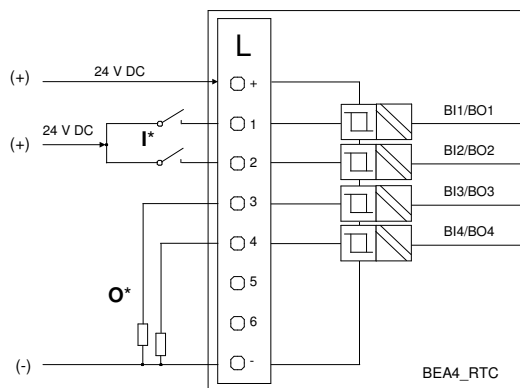 L
(+) 24 V DC +
(+) 24 V DC I* 1 BI1/BO1
2 BI2/BO2
3 BI3/BO3
4 BI4/BO4
5
O*
6
(-) -
BEA4_RTC